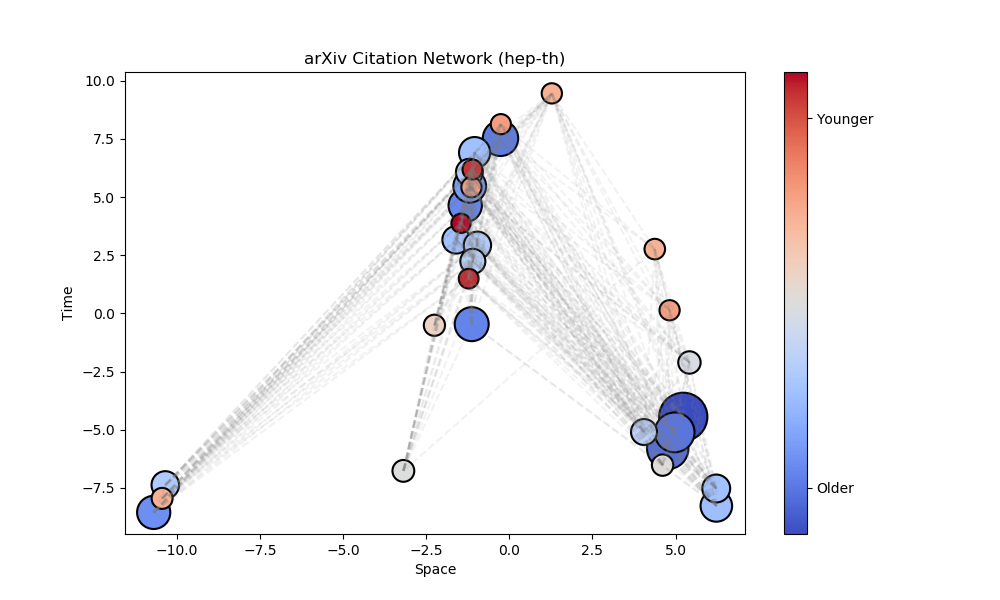 arXiv Citation Network (hep-th)
10.0
7.5
5.0
2.5
0.0
−2.5
−5.0
−7.5
Time
−10.0 −7.5 −5.0 −2.5 0.0 2.5 5.0
Space
Younger
Older